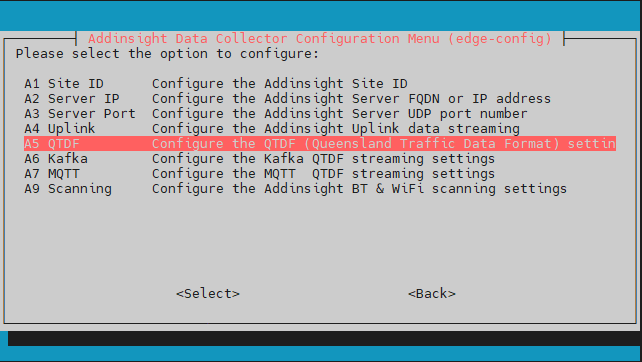 Addinsight Data Collector Configuration Menu (edge-config)
Please select the option to configure:
A1 Site ID Configure the Addinsight Site ID
A2 Server IP Configure the Addinsight Server FQDN or IP address
A3 Server Port Configure the Addinsight Server UDP port number
A4 Uplink Configure the Addinsight Uplink data streaming
A5 QTDF Configure the QTDF (Queensland Traffic Data Format) settin
A6 Kafka Configure the Kafka QTDF streaming settings
A7 MQTT Configure the MQTT  QTDF streaming settings
A9 Scanning Configure the Addinsight BT & WiFi scanning settings
<Select> <Back>